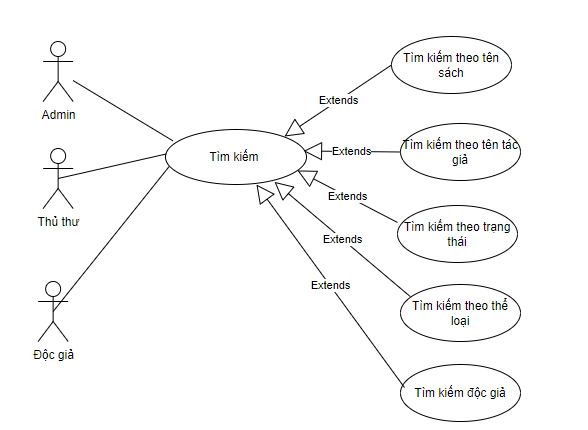 Admin
Thủ thư
Độc giả
Tìm kiếm
Extends
Extends
Extends
Extends
Extends
Tìm kiếm theo tên
sách
Tìm kiếm theo tên tác
giả
Tìm kiếm theo trạng
thái
Tìm kiếm theo thể
loại
Tìm kiếm độc giả